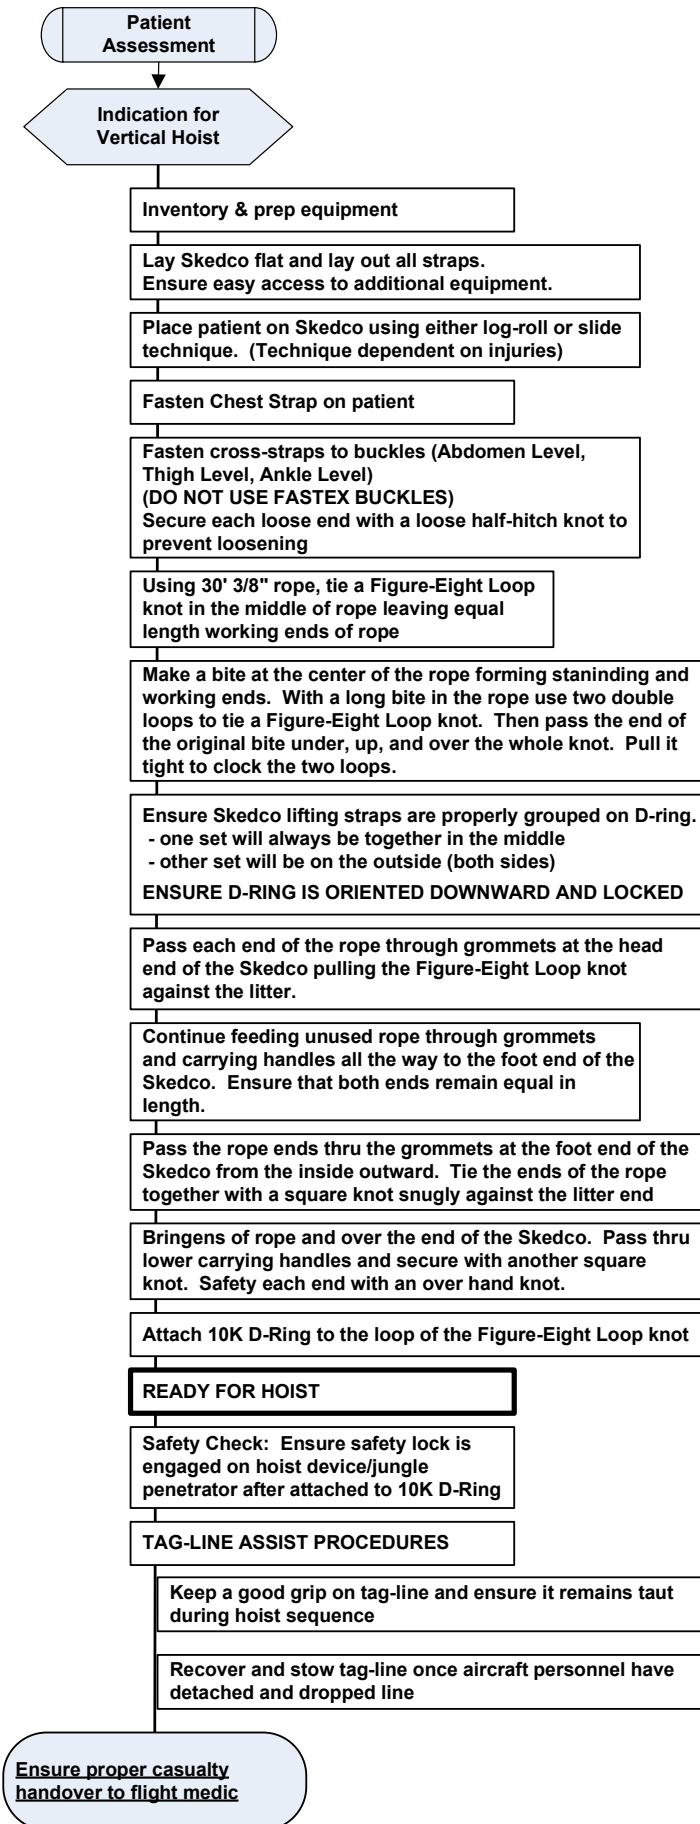 Patient
Assessment
Indication for
Vertical Hoist
Inventory & prep equipment
Lay Skedco flat and lay out all straps.
Ensure easy access to additional equipment.
Place patient on Skedco using either log-roll or slide
technique.  (Technique dependent on injuries)
Fasten Chest Strap on patient
Fasten cross-straps to buckles (Abdomen Level,
Thigh Level, Ankle Level)
(DO NOT USE FASTEX BUCKLES)
Secure each loose end with a loose half-hitch knot to
prevent loosening
Using 30' 3/8" rope, tie a Figure-Eight Loop
knot in the middle of rope leaving equal
length working ends of rope
Make a bite at the center of the rope forming staninding and
working ends.  With a long bite in the rope use two double
loops to tie a Figure-Eight Loop knot.  Then pass the end of
the original bite under, up, and over the whole knot.  Pull it
tight to clock the two loops.
Ensure Skedco lifting straps are properly grouped on D-ring.
- one set will always be together in the middle
- other set will be on the outside (both sides)
ENSURE D-RING IS ORIENTED DOWNWARD AND LOCKED
Pass each end of the rope through grommets at the head
end of the Skedco pulling the Figure-Eight Loop knot
against the litter.
Continue feeding unused rope through grommets
and carrying handles all the way to the foot end of the
Skedco.  Ensure that both ends remain equal in
length.
Pass the rope ends thru the grommets at the foot end of the
Skedco from the inside outward.  Tie the ends of the rope
together with a square knot snugly against the litter end
Bringens of rope and over the end of the Skedco.  Pass thru
lower carrying handles and secure with another square
knot.  Safety each end with an over hand knot.
Attach 10K D-Ring to the loop of the Figure-Eight Loop knot
READY FOR HOIST
Safety Check:  Ensure safety lock is
engaged on hoist device/jungle
penetrator after attached to 10K D-Ring
TAG-LINE ASSIST PROCEDURES
Keep a good grip on tag-line and ensure it remains taut
during hoist sequence
Recover and stow tag-line once aircraft personnel have
detached and dropped line
Ensure proper casualty
handover to flight medic